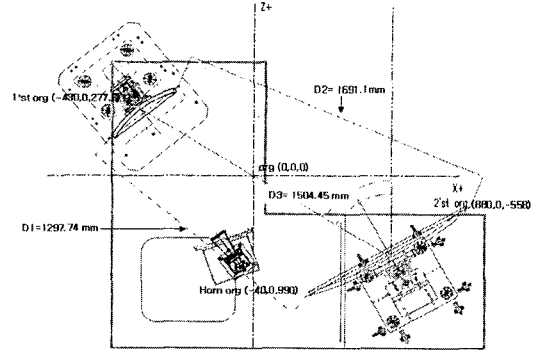 Z+
D2= 1691.1mm
1'st org (-430,0,277.
org (0,0,0)
X+
D3= 1504.45 mm
2'st org (880,0,-558)
D1=1297.74 mm
Horn org (-40,0,990)